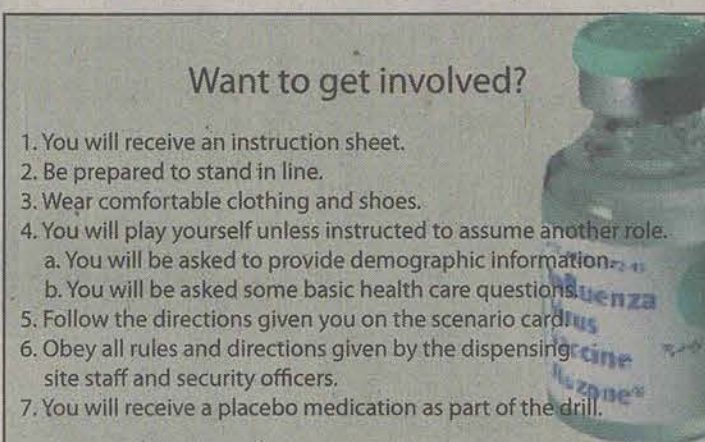 Want to get involved?
1. You will receive an instruction sheet.
2. Be prepared to stand in line.
3. Wear comfortable clothing and shoes.
4. You will play yourself unless instructed to assume another role.
a. You will be asked to provide demographic information.
b. You will be asked some basic health care questions.
5. Follow the directions given you on the scenario card.
6. Obey all rules and directions given by the dispensing
site staff and security officers.
7. You will receive a placebo medication as part of the drill.